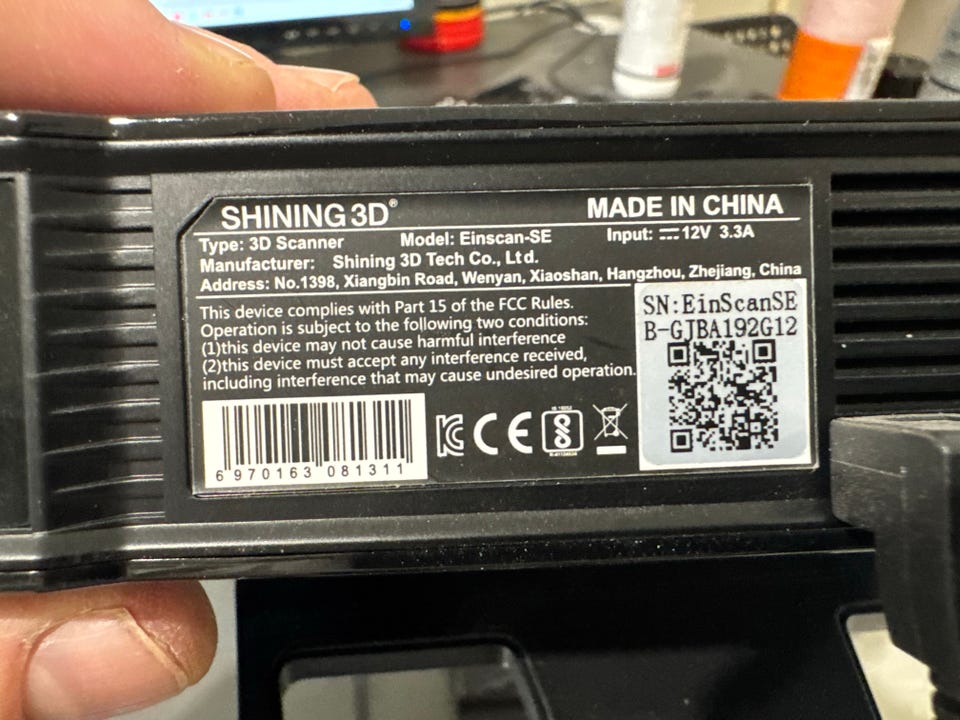 SHINING 3D®
MADE IN CHINA
Type: 3D Scanner Model: Einscan-SE Input: ⎓12V 3.3A
Manufacturer: Shining 3D Tech Co., Ltd.
Address: No.1398, Xiangbin Road, Wenyan, Xiaoshan, Hangzhou, Zhejiang, China
This device complies with Part 15 of the FCC Rules.
Operation is subject to the following two conditions:
(1)this device may not cause harmful interference
(2)this device must accept any interference received,
including interference that may cause undesired operation.
SN:EinScanSE
B-GJBA192G12
6 970163 081311
CE